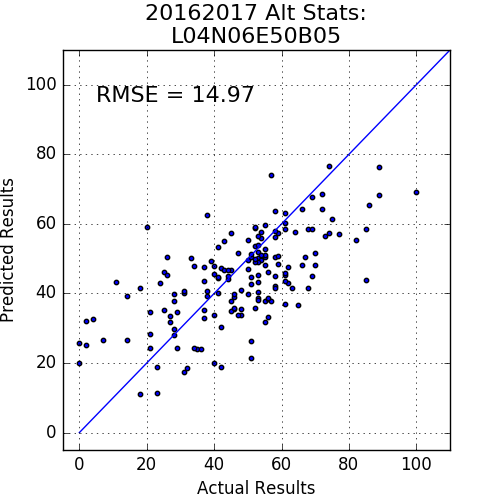 20162017 Alt Stats:
L04N06E50B05
RMSE = 14.97
Predicted Results
100
80
60
40
20
0
0 20 40 60 80 100
Actual Results